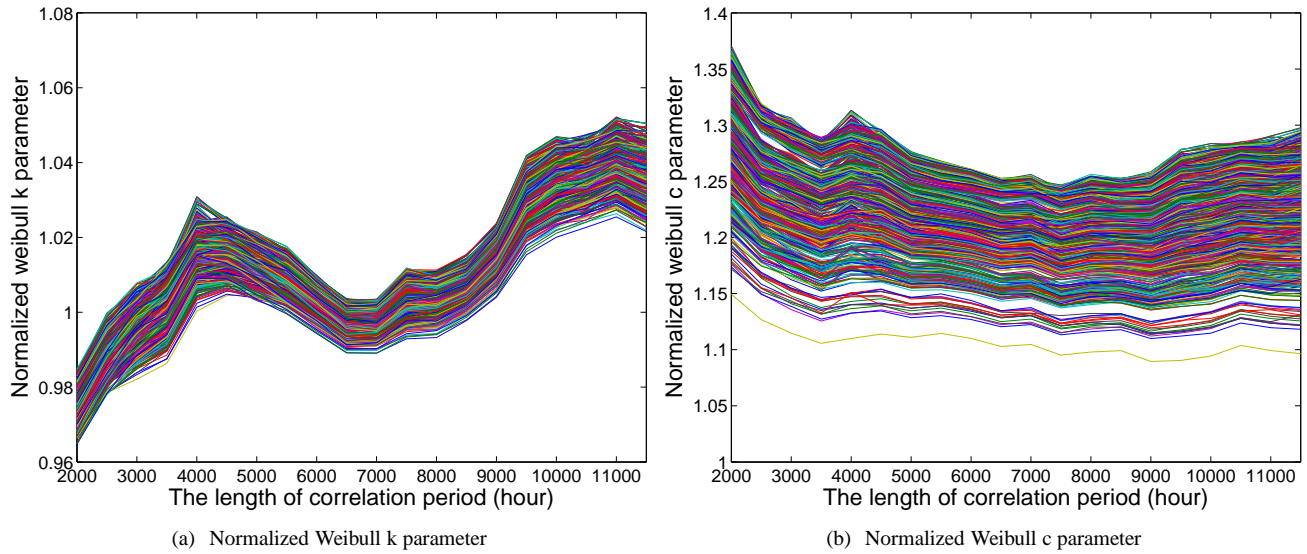 1.08
1.06
1.04
1.02
1
0.98
0.96
Normalized weibull k parameter
2000 3000 4000 5000 6000 7000 8000 9000 10000 11000
The length of correlation period (hour)
(a) Normalized Weibull k parameter
1.4
1.35
1.3
1.25
1.2
1.15
1.1
1.05
1
Normalized weibull c parameter
2000 3000 4000 5000 6000 7000 8000 9000 10000 11000
The length of correlation period (hour)
(b) Normalized Weibull c parameter